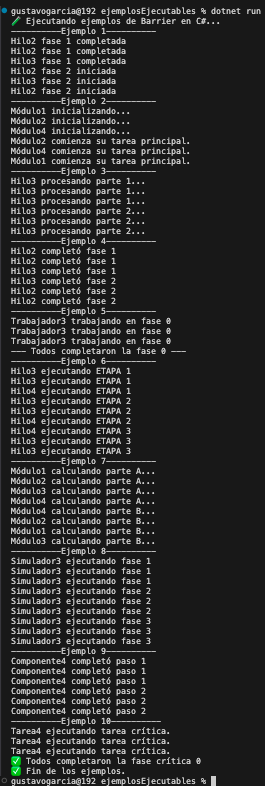 gustavogarcia@192 ejemplosEjecutables % dotnet run
🧪 Ejecutando ejemplos de Barrier en C#...
----------Ejemplo 1----------
Hilo2 fase 1 completada
Hilo2 fase 1 completada
Hilo3 fase 1 completada
Hilo2 fase 2 iniciada
Hilo3 fase 2 iniciada
Hilo2 fase 2 iniciada
----------Ejemplo 2----------
Módulo1 inicializando...
Módulo2 inicializando...
Módulo4 inicializando...
Módulo2 comienza su tarea principal.
Módulo4 comienza su tarea principal.
Módulo1 comienza su tarea principal.
----------Ejemplo 3----------
Hilo3 procesando parte 1...
Hilo3 procesando parte 1...
Hilo3 procesando parte 1...
Hilo3 procesando parte 2...
Hilo3 procesando parte 2...
Hilo3 procesando parte 2...
----------Ejemplo 4----------
Hilo2 completó fase 1
Hilo2 completó fase 1
Hilo3 completó fase 1
Hilo3 completó fase 2
Hilo2 completó fase 2
Hilo2 completó fase 2
----------Ejemplo 5----------
Trabajador3 trabajando en fase 0
Trabajador3 trabajando en fase 0
Trabajador3 trabajando en fase 0
--- Todos completaron la fase 0 ---
----------Ejemplo 6----------
Hilo3 ejecutando ETAPA 1
Hilo4 ejecutando ETAPA 1
Hilo3 ejecutando ETAPA 1
Hilo3 ejecutando ETAPA 2
Hilo3 ejecutando ETAPA 2
Hilo4 ejecutando ETAPA 2
Hilo4 ejecutando ETAPA 3
Hilo3 ejecutando ETAPA 3
Hilo3 ejecutando ETAPA 3
----------Ejemplo 7----------
Módulo1 calculando parte A...
Módulo2 calculando parte A...
Módulo3 calculando parte A...
Módulo4 calculando parte A...
Módulo4 calculando parte B...
Módulo2 calculando parte B...
Módulo1 calculando parte B...
Módulo3 calculando parte B...
----------Ejemplo 8----------
Simulador3 ejecutando fase 1
Simulador3 ejecutando fase 1
Simulador3 ejecutando fase 1
Simulador3 ejecutando fase 2
Simulador3 ejecutando fase 2
Simulador3 ejecutando fase 2
Simulador3 ejecutando fase 3
Simulador3 ejecutando fase 3
Simulador3 ejecutando fase 3
----------Ejemplo 9----------
Componente4 completó paso 1
Componente4 completó paso 1
Componente4 completó paso 1
Componente4 completó paso 2
Componente4 completó paso 2
Componente4 completó paso 2
----------Ejemplo 10----------
Tarea4 ejecutando tarea crítica.
Tarea4 ejecutando tarea crítica.
Tarea4 ejecutando tarea crítica.
✅ Todos completaron la fase crítica 0
✅ Fin de los ejemplos.
gustavogarcia@192 ejemplosEjecutables %